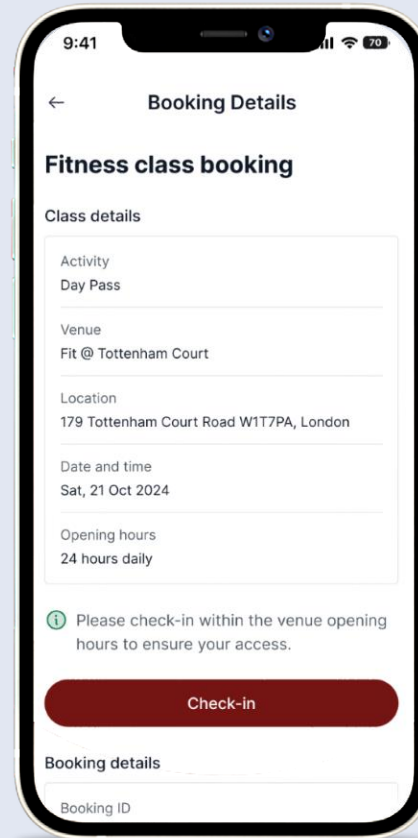 9:41
70
Booking Details
Fitness class booking
Class details
Activity
Day Pass
Venue
Fit @ Tottenham Court
Location
179 Tottenham Court Road W1T7PA, London
Date and time
Sat, 21 Oct 2024
Opening hours
24 hours daily
Please check-in within the venue opening
hours to ensure your access.
Check-in
Booking details
Booking ID